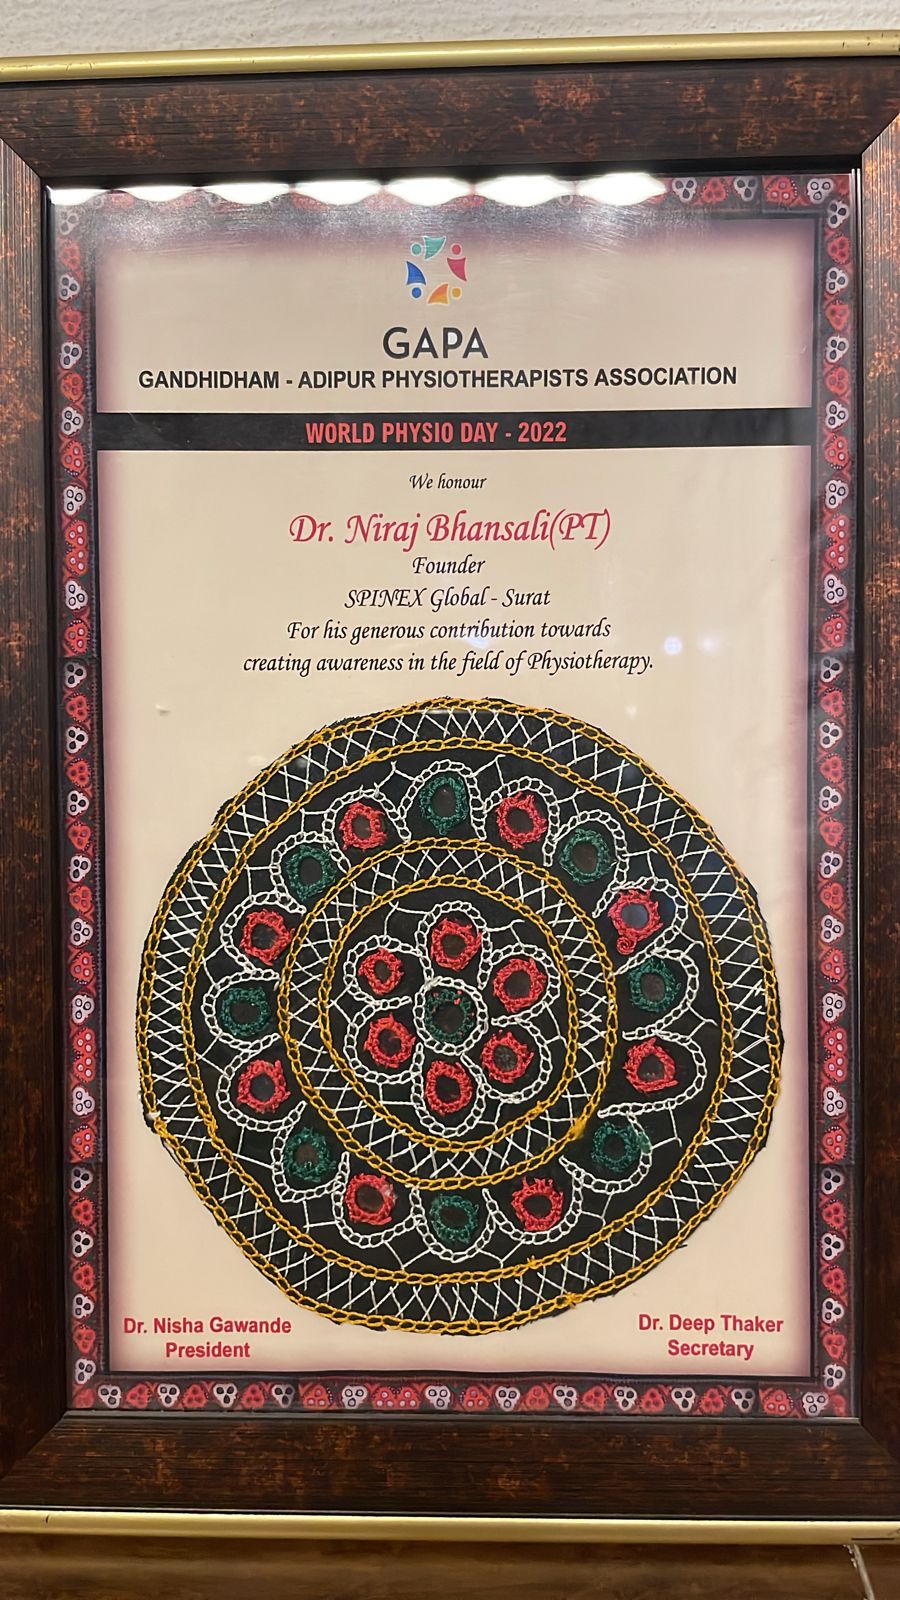 GAPA
GANDHIDHAM - ADIPUR PHYSIOTHERAPISTS ASSOCIATION
WORLD PHYSIO DAY - 2022
We honour
Dr. Niraj Bhansali(PT)
Founder
SPINEX Global - Surat
For his generous contribution towards
creating awareness in the field of Physiotherapy.
Dr. Nisha Gawande
President
Dr. Deep Thaker
Secretary